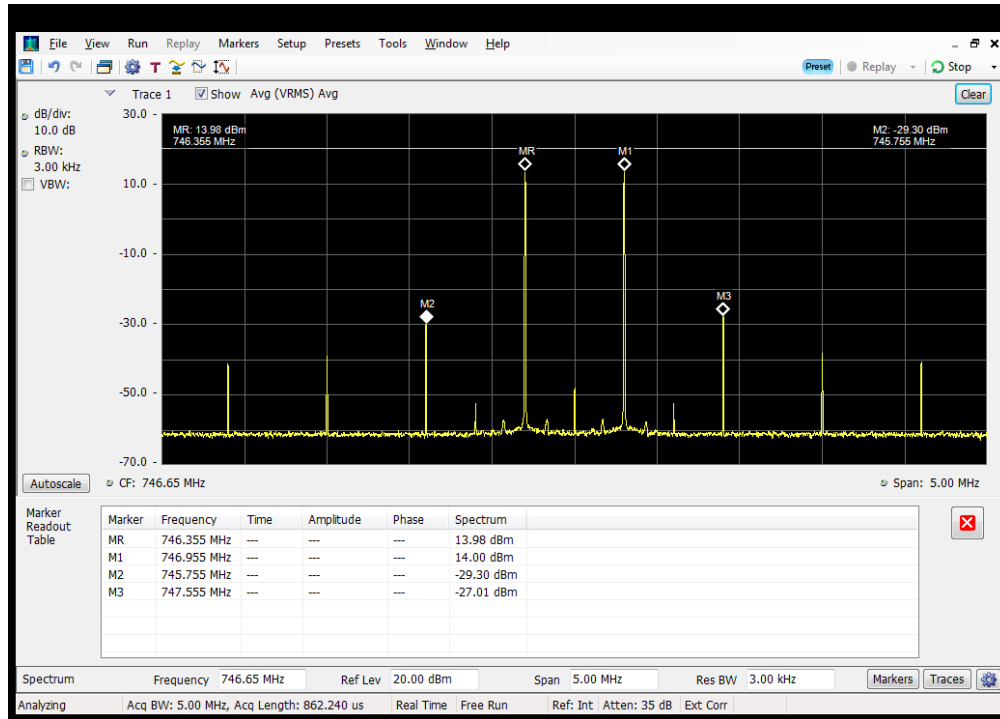 File View Run Replay Markers Setup Presets Tools Window Help
T Preset Replay Stop
Trace 1 Show Avg (VRMS) Avg Clear
dB/div:
10.0 dB
RBW:
3.00 kHz
VBW:
30.0
10.0
-10.0
-30.0
-50.0
-70.0
MR: 13.98 dBm
746.355 MHz
M2: -29.30 dBm
745.755 MHz
MR
M1
M2
M3
Autoscale CF: 746.65 MHz Span: 5.00 MHz
Marker
Readout
Table
Marker Frequency Time Amplitude Phase Spectrum
MR 746.355 MHz --- --- --- 13.98 dBm
M1 746.955 MHz --- --- --- 14.00 dBm
M2 745.755 MHz --- --- --- -29.30 dBm
M3 747.555 MHz --- --- --- -27.01 dBm
Spectrum Frequency 746.65 MHz Ref Lev 20.00 dBm Span 5.00 MHz Res BW 3.00 kHz Markers Traces
Analyzing Acq BW: 5.00 MHz, Acq Length: 862.240 us Real Time Free Run Ref: Int Atten: 35 dB Ext Corr